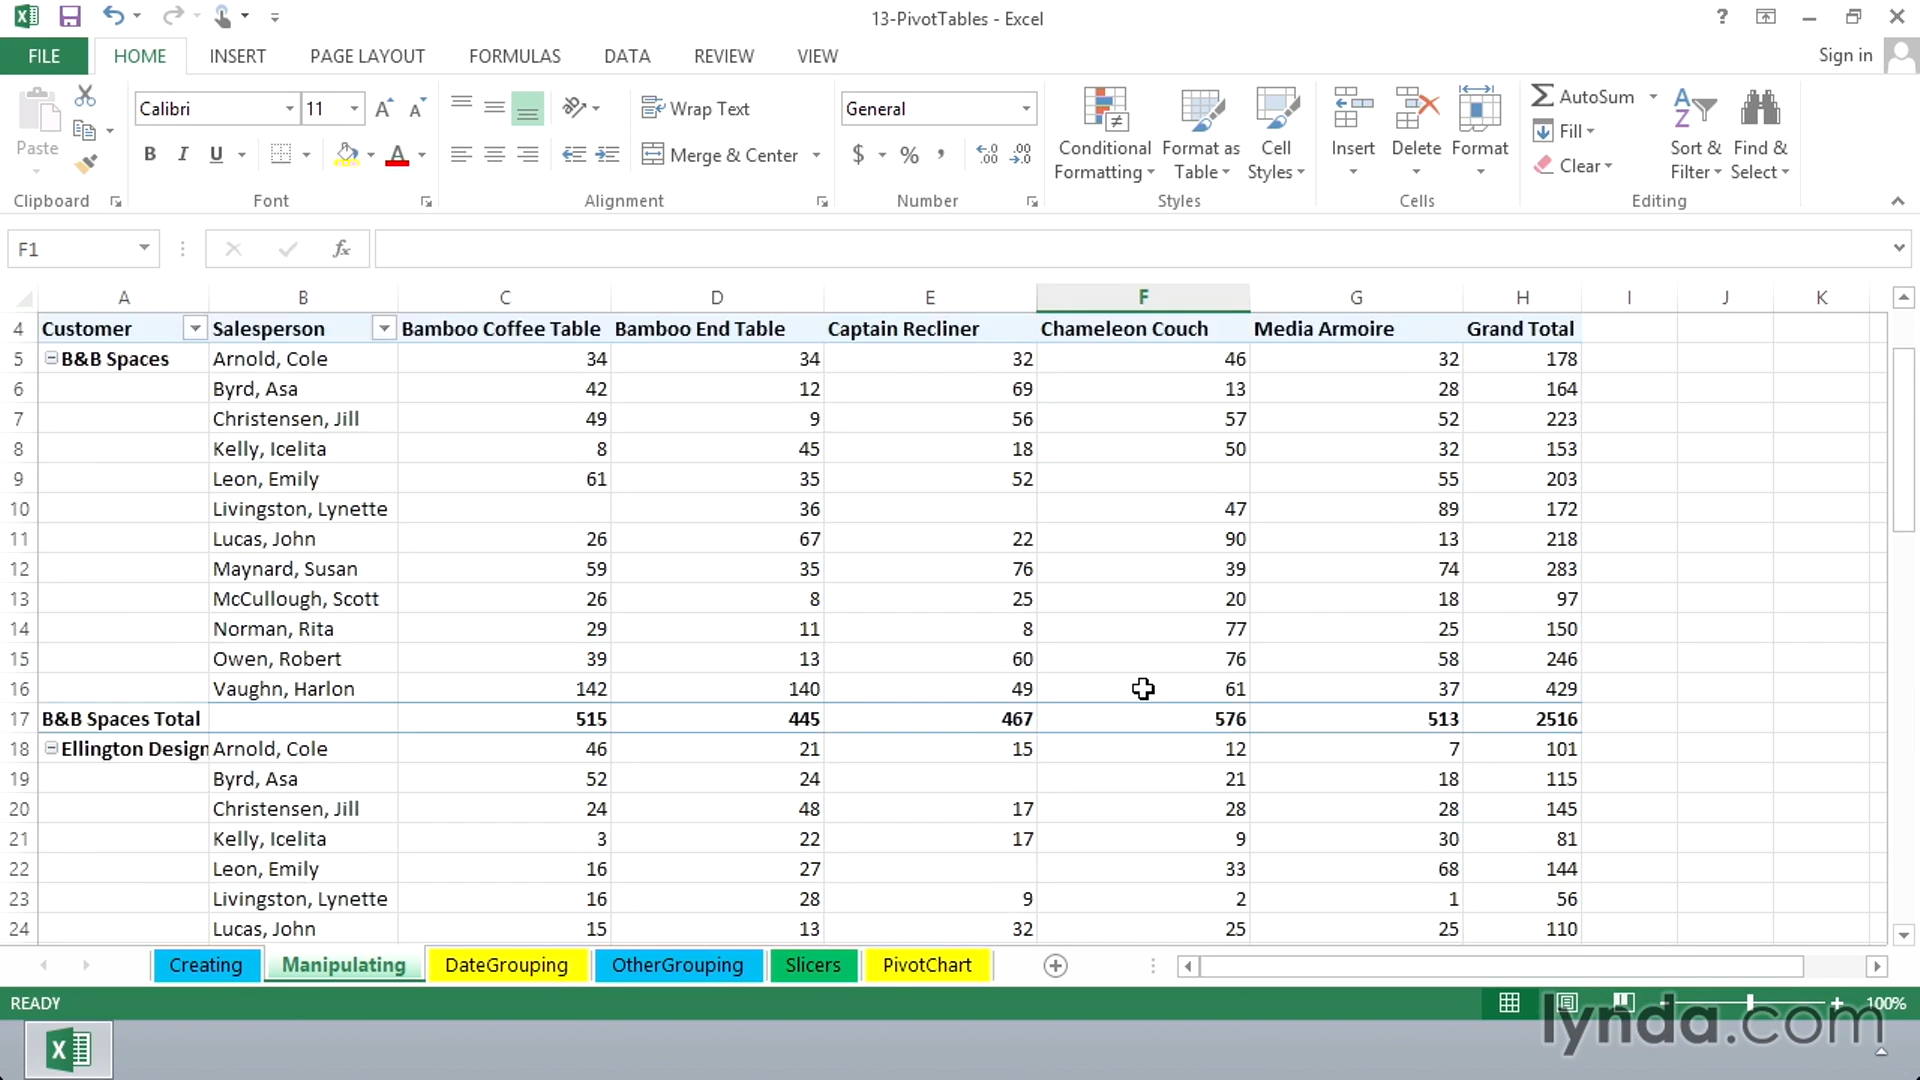 13-PivotTables - Excel
?
FILE HOME INSERT PAGE LAYOUT FORMULAS DATA REVIEW VIEW Sign in
Calibri 11 Wrap Text General AutoSum
Paste B I U Merge & Center $ % Conditional Formatting Format as Table Cell Styles Insert Delete Format Fill Clear Sort & Filter Find & Select
Clipboard Font Alignment Number Styles Cells Editing
F1 fx
A B C D E F G H I J K
4 Customer Salesperson Bamboo Coffee Table Bamboo End Table Captain Recliner Chameleon Couch Media Armoire Grand Total
5 B&B Spaces Arnold, Cole 34 34 32 46 32 178
6 Byrd, Asa 42 12 69 13 28 164
7 Christensen, Jill 49 9 56 57 52 223
8 Kelly, Icelita 8 45 18 50 32 153
9 Leon, Emily 61 35 52 55 203
10 Livingston, Lynette 36 47 89 172
11 Lucas, John 26 67 22 90 13 218
12 Maynard, Susan 59 35 76 39 74 283
13 McCullough, Scott 26 8 25 20 18 97
14 Norman, Rita 29 11 8 77 25 150
15 Owen, Robert 39 13 60 76 58 246
16 Vaughn, Harlon 142 140 49 61 37 429
17 B&B Spaces Total 515 445 467 576 513 2516
18 Ellington Design Arnold, Cole 46 21 15 12 7 101
19 Byrd, Asa 52 24 21 18 115
20 Christensen, Jill 24 48 17 28 28 145
21 Kelly, Icelita 3 22 17 9 30 81
22 Leon, Emily 16 27 33 68 144
23 Livingston, Lynette 16 28 9 2 1 56
24 Lucas, John 15 13 32 25 25 110
Creating Manipulating DateGrouping OtherGrouping Slicers PivotChart
READY 100%
lynda.com